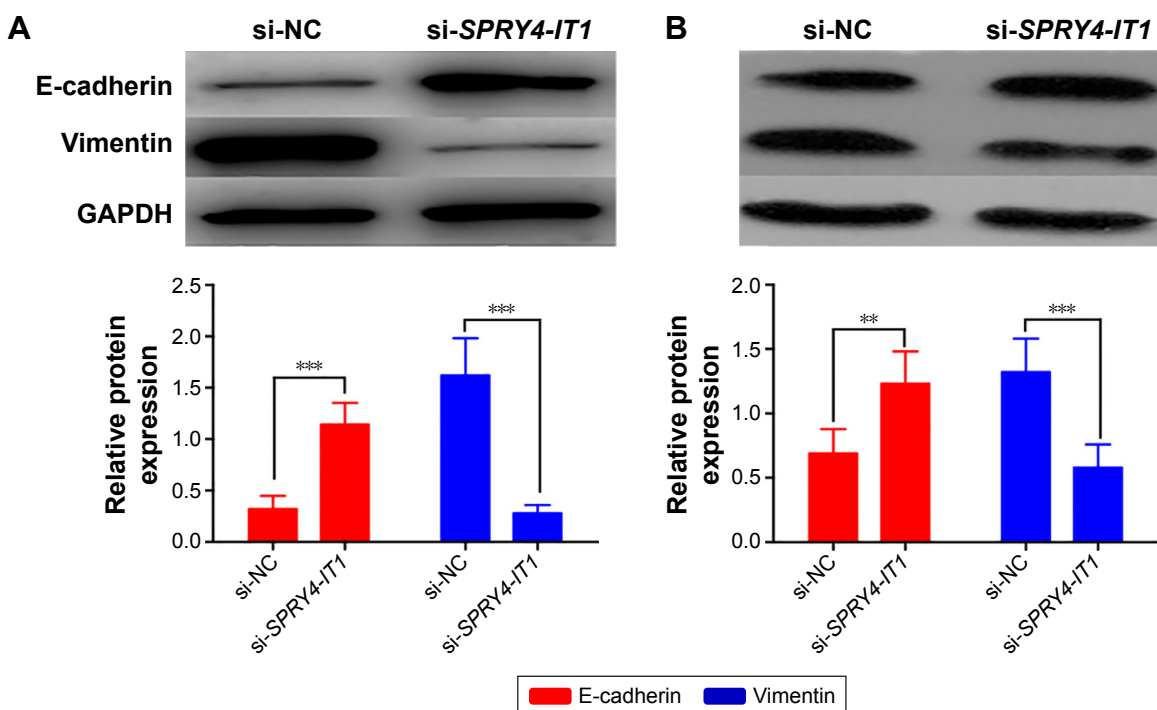 A
si-NC si-SPRY4-IT1
E-cadherin
Vimentin
GAPDH
Relative protein
expression
2.5
2.0
1.5
1.0
0.5
0.0
***
***
si-NC
si-SPRY4-IT1
si-NC
si-SPRY4-IT1
B
si-NC si-SPRY4-IT1
Relative protein
expression
2.0
1.5
1.0
0.5
0.0
**
***
si-NC
si-SPRY4-IT1
si-NC
si-SPRY4-IT1
E-cadherin Vimentin